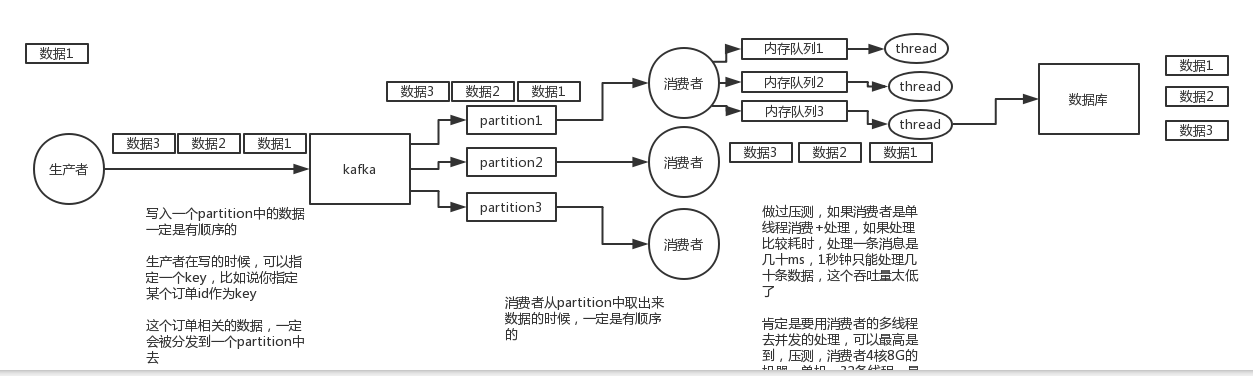 数据1
生产者
数据3 数据2 数据1
kafka
数据3 数据2 数据1
partition1
partition2
partition3
消费者
消费者
消费者
内存队列1
内存队列2
内存队列3
thread
thread
thread
数据3 数据2 数据1
数据库
数据1
数据2
数据3
写入一个partition中的数据
一定是有顺序的
生产者在写的时候，可以指
定一个key，比如说你指定
某个订单id作为key
这个订单相关的数据，一定
会被分发到一个partition中
去
消费者从partition中取出来
数据的时候，一定是有顺序
的
做过压测，如果消费者是单
线程消费+处理，如果处理
比较耗时，处理一条消息是
几十ms，1秒钟只能处理几
十条数据，这个吞吐量太低
了
肯定是要用消费者的多线程
去并发的处理，可以最高是
到，压测，消费者4核8G的
机器，单机，32条线程，最